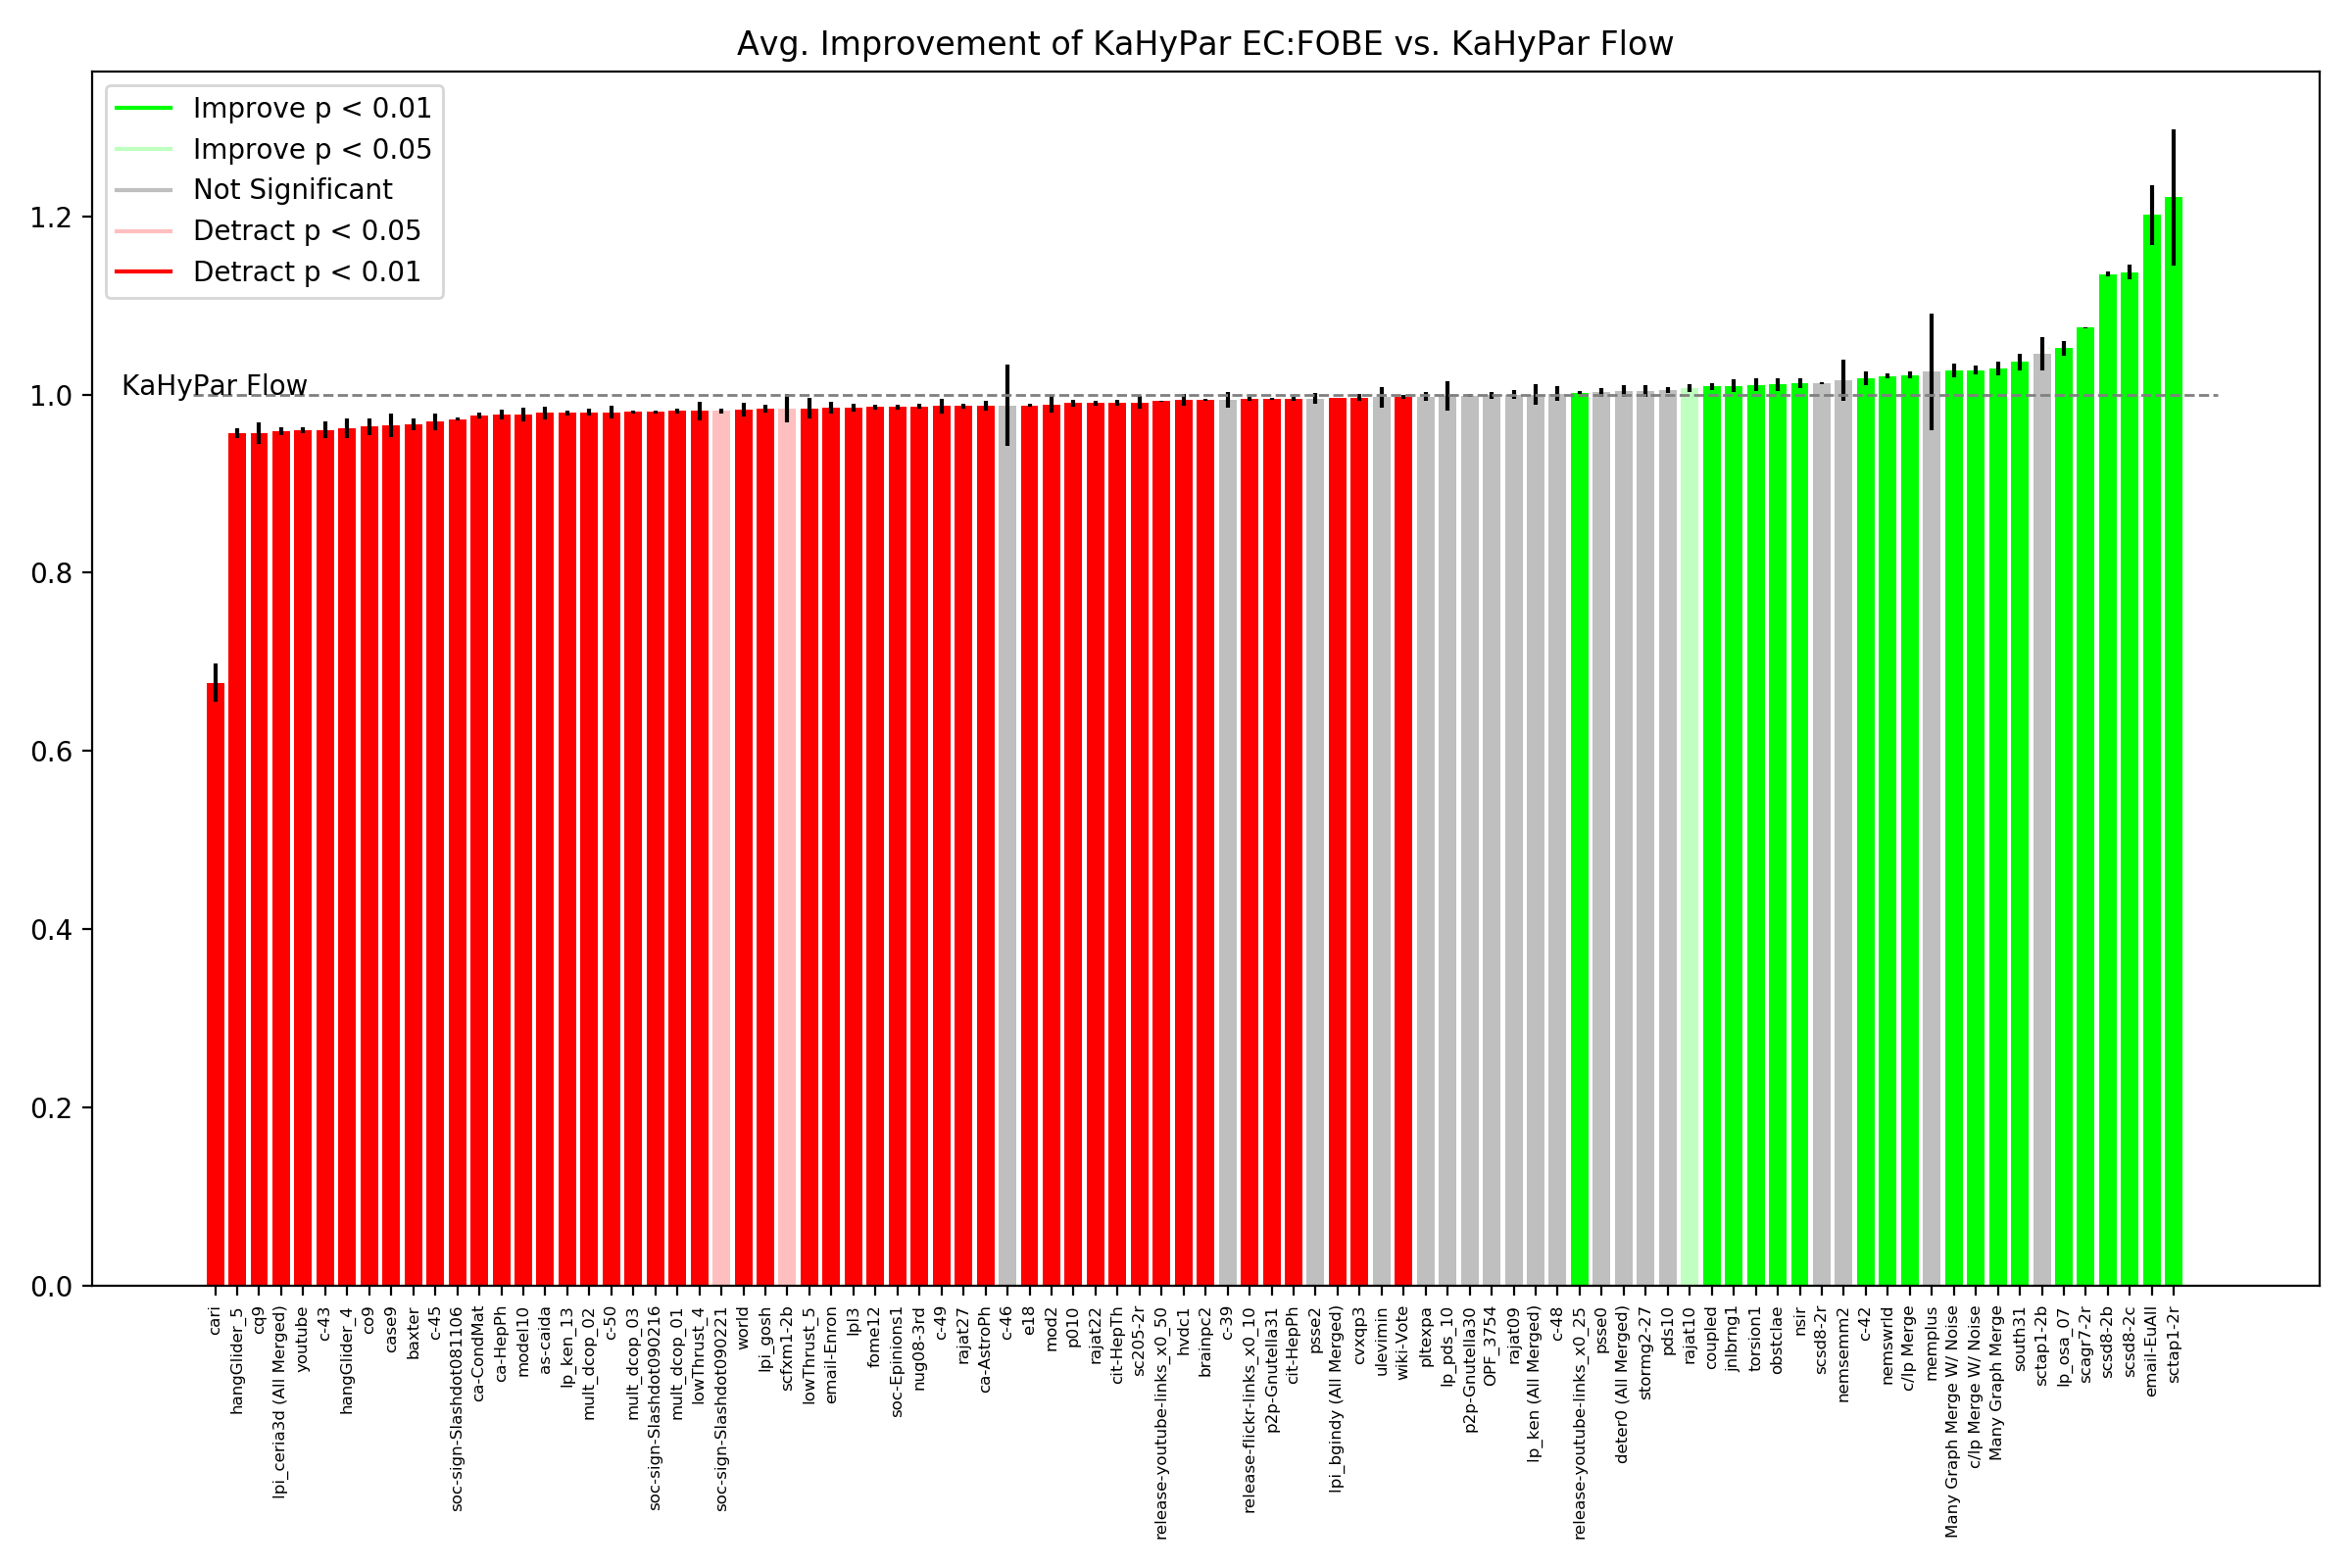 Avg. Improvement of KaHyPar EC:FOBE vs. KaHyPar Flow
Improve p < 0.01
Improve p < 0.05
Not Significant
Detract p < 0.05
Detract p < 0.01
1.2
1.0
0.8
0.6
0.4
0.2
0.0
KaHyPar Flow
cari
hangGlider_5
cq9
lpi_ceria3d (All Merged)
youtube
c-43
hangGlider_4
co9
case9
baxter
c-45
soc-sign-Slashdot081106
ca-CondMat
ca-HepPh
model10
as-caida
lp_ken_13
mult_dcop_02
c-50
mult_dcop_03
soc-sign-Slashdot090216
mult_dcop_01
lowThrust_4
soc-sign-Slashdot090221
world
lpi_gosh
scfxm1-2b
lowThrust_5
email-Enron
lpl3
fome12
soc-Epinions1
nug08-3rd
c-49
rajat27
ca-AstroPh
c-46
e18
mod2
p010
rajat22
cit-HepTh
sc205-2r
release-youtube-links_x0_50
hvdc1
brainpc2
c-39
release-flickr-links_x0_10
p2p-Gnutella31
cit-HepPh
psse2
lpi_bgindy (All Merged)
cvxqp3
ulevimin
wiki-Vote
pltexpa
lp_pds_10
p2p-Gnutella30
OPF_3754
rajat09
lp_ken (All Merged)
c-48
release-youtube-links_x0_25
psse0
deter0 (All Merged)
stormg2-27
pds10
rajat10
coupled
jnlbrng1
torsion1
obstclae
nsir
scsd8-2r
nemsemm2
c-42
nemswrld
c/lp Merge
memplus
Many Graph Merge W/ Noise
c/lp Merge W/ Noise
Many Graph Merge
south31
sctap1-2b
lp_osa_07
scagr7-2r
scsd8-2b
scsd8-2c
email-EuAll
sctap1-2r